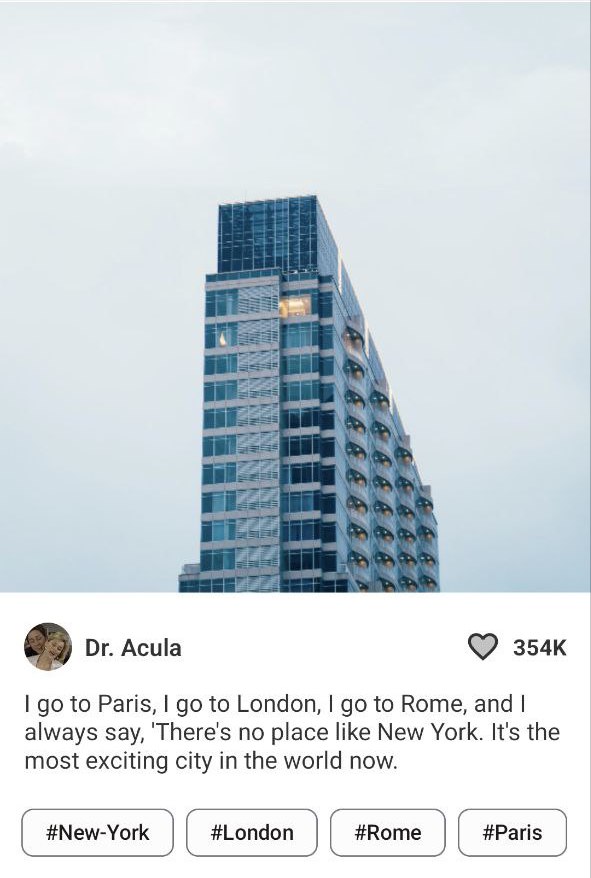 Dr. Acula
354K
I go to Paris, I go to London, I go to Rome, and I
always say, 'There's no place like New York. It's the
most exciting city in the world now.
#New-York
#London
#Rome
#Paris